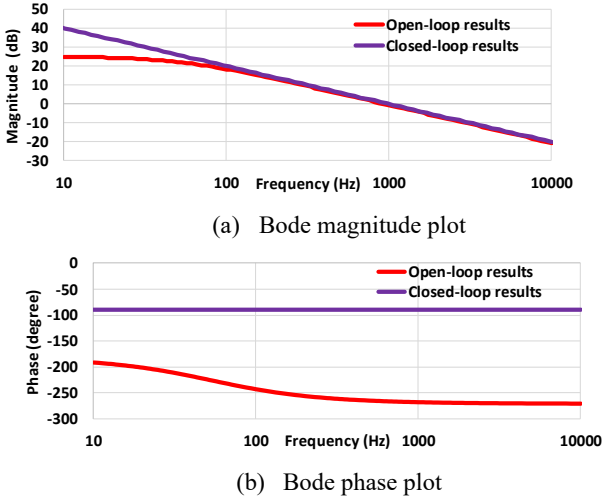 50
40
30
20
10
0
-10
-20
-30
Magnitude (dB)
Open-loop results
Closed-loop results
10 100 Frequency (Hz) 1000 10000
(a) Bode magnitude plot
0
-50
-100
-150
-200
-250
-300
Phase (degree)
Open-loop results
Closed-loop results
10 100 Frequency (Hz) 1000 10000
(b) Bode phase plot